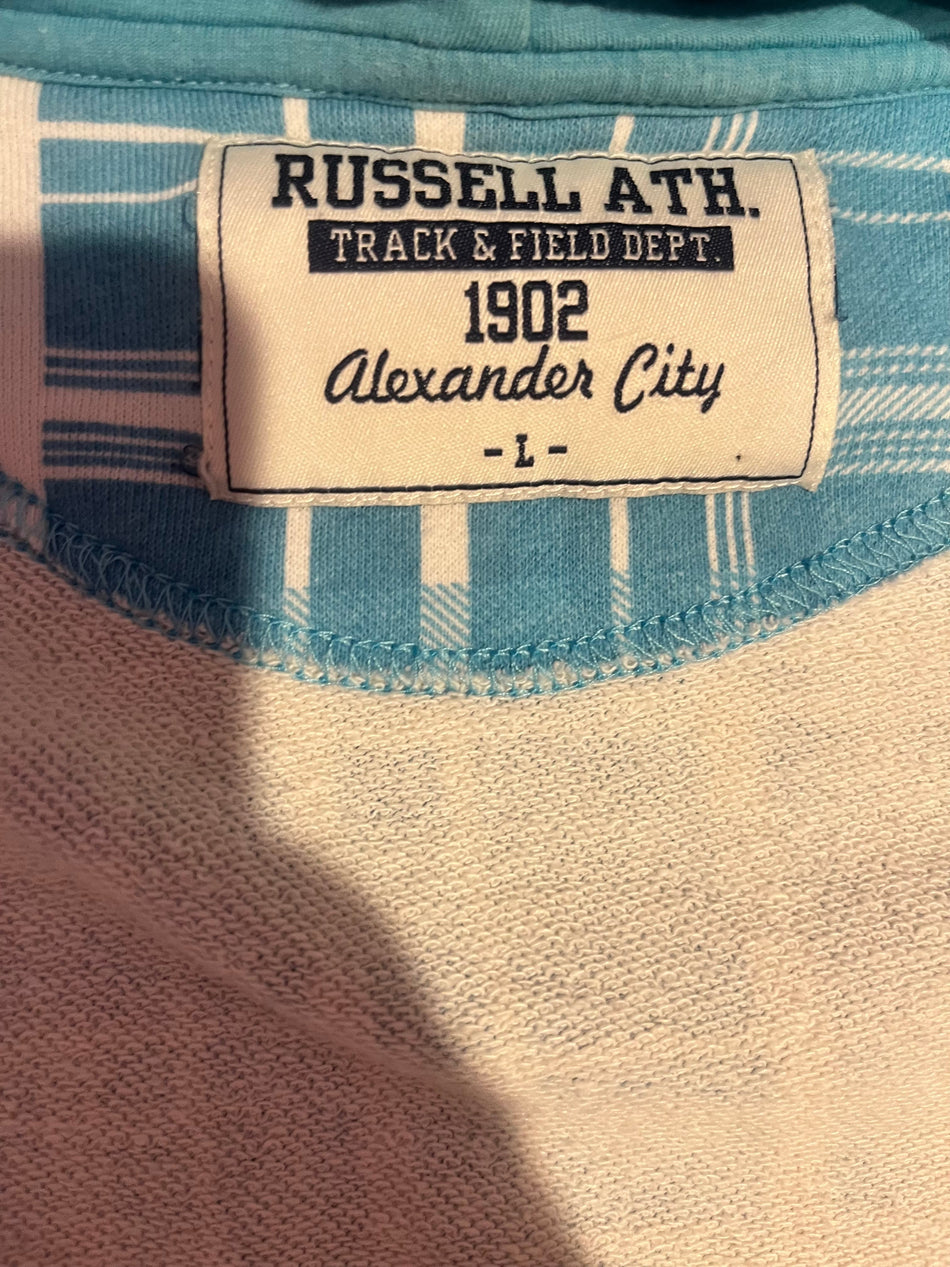 RUSSELL ATH.
TRACK & FIELD DEPT.
1902
Alexander City
- L -